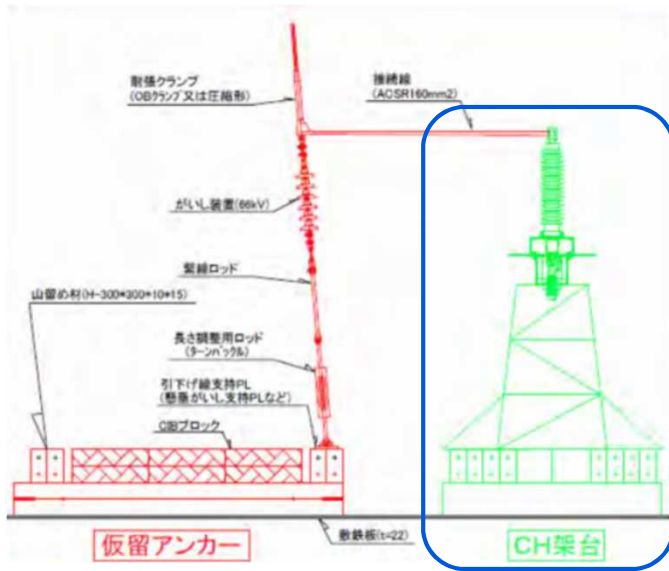 耐張クランプ
(OBクランプ又は圧縮形)
接続線
(ACSR160mm2)
がいし装置(66kV)
緊線ロッド
山留め材(H-300*300*10*15)
長さ調整用ロッド
(ターンバックル)
引下げ線支持PL
(懸垂がいし支持PLなど)
CIBブロック
敷鉄板(t=22)
仮留アンカー
CH架台